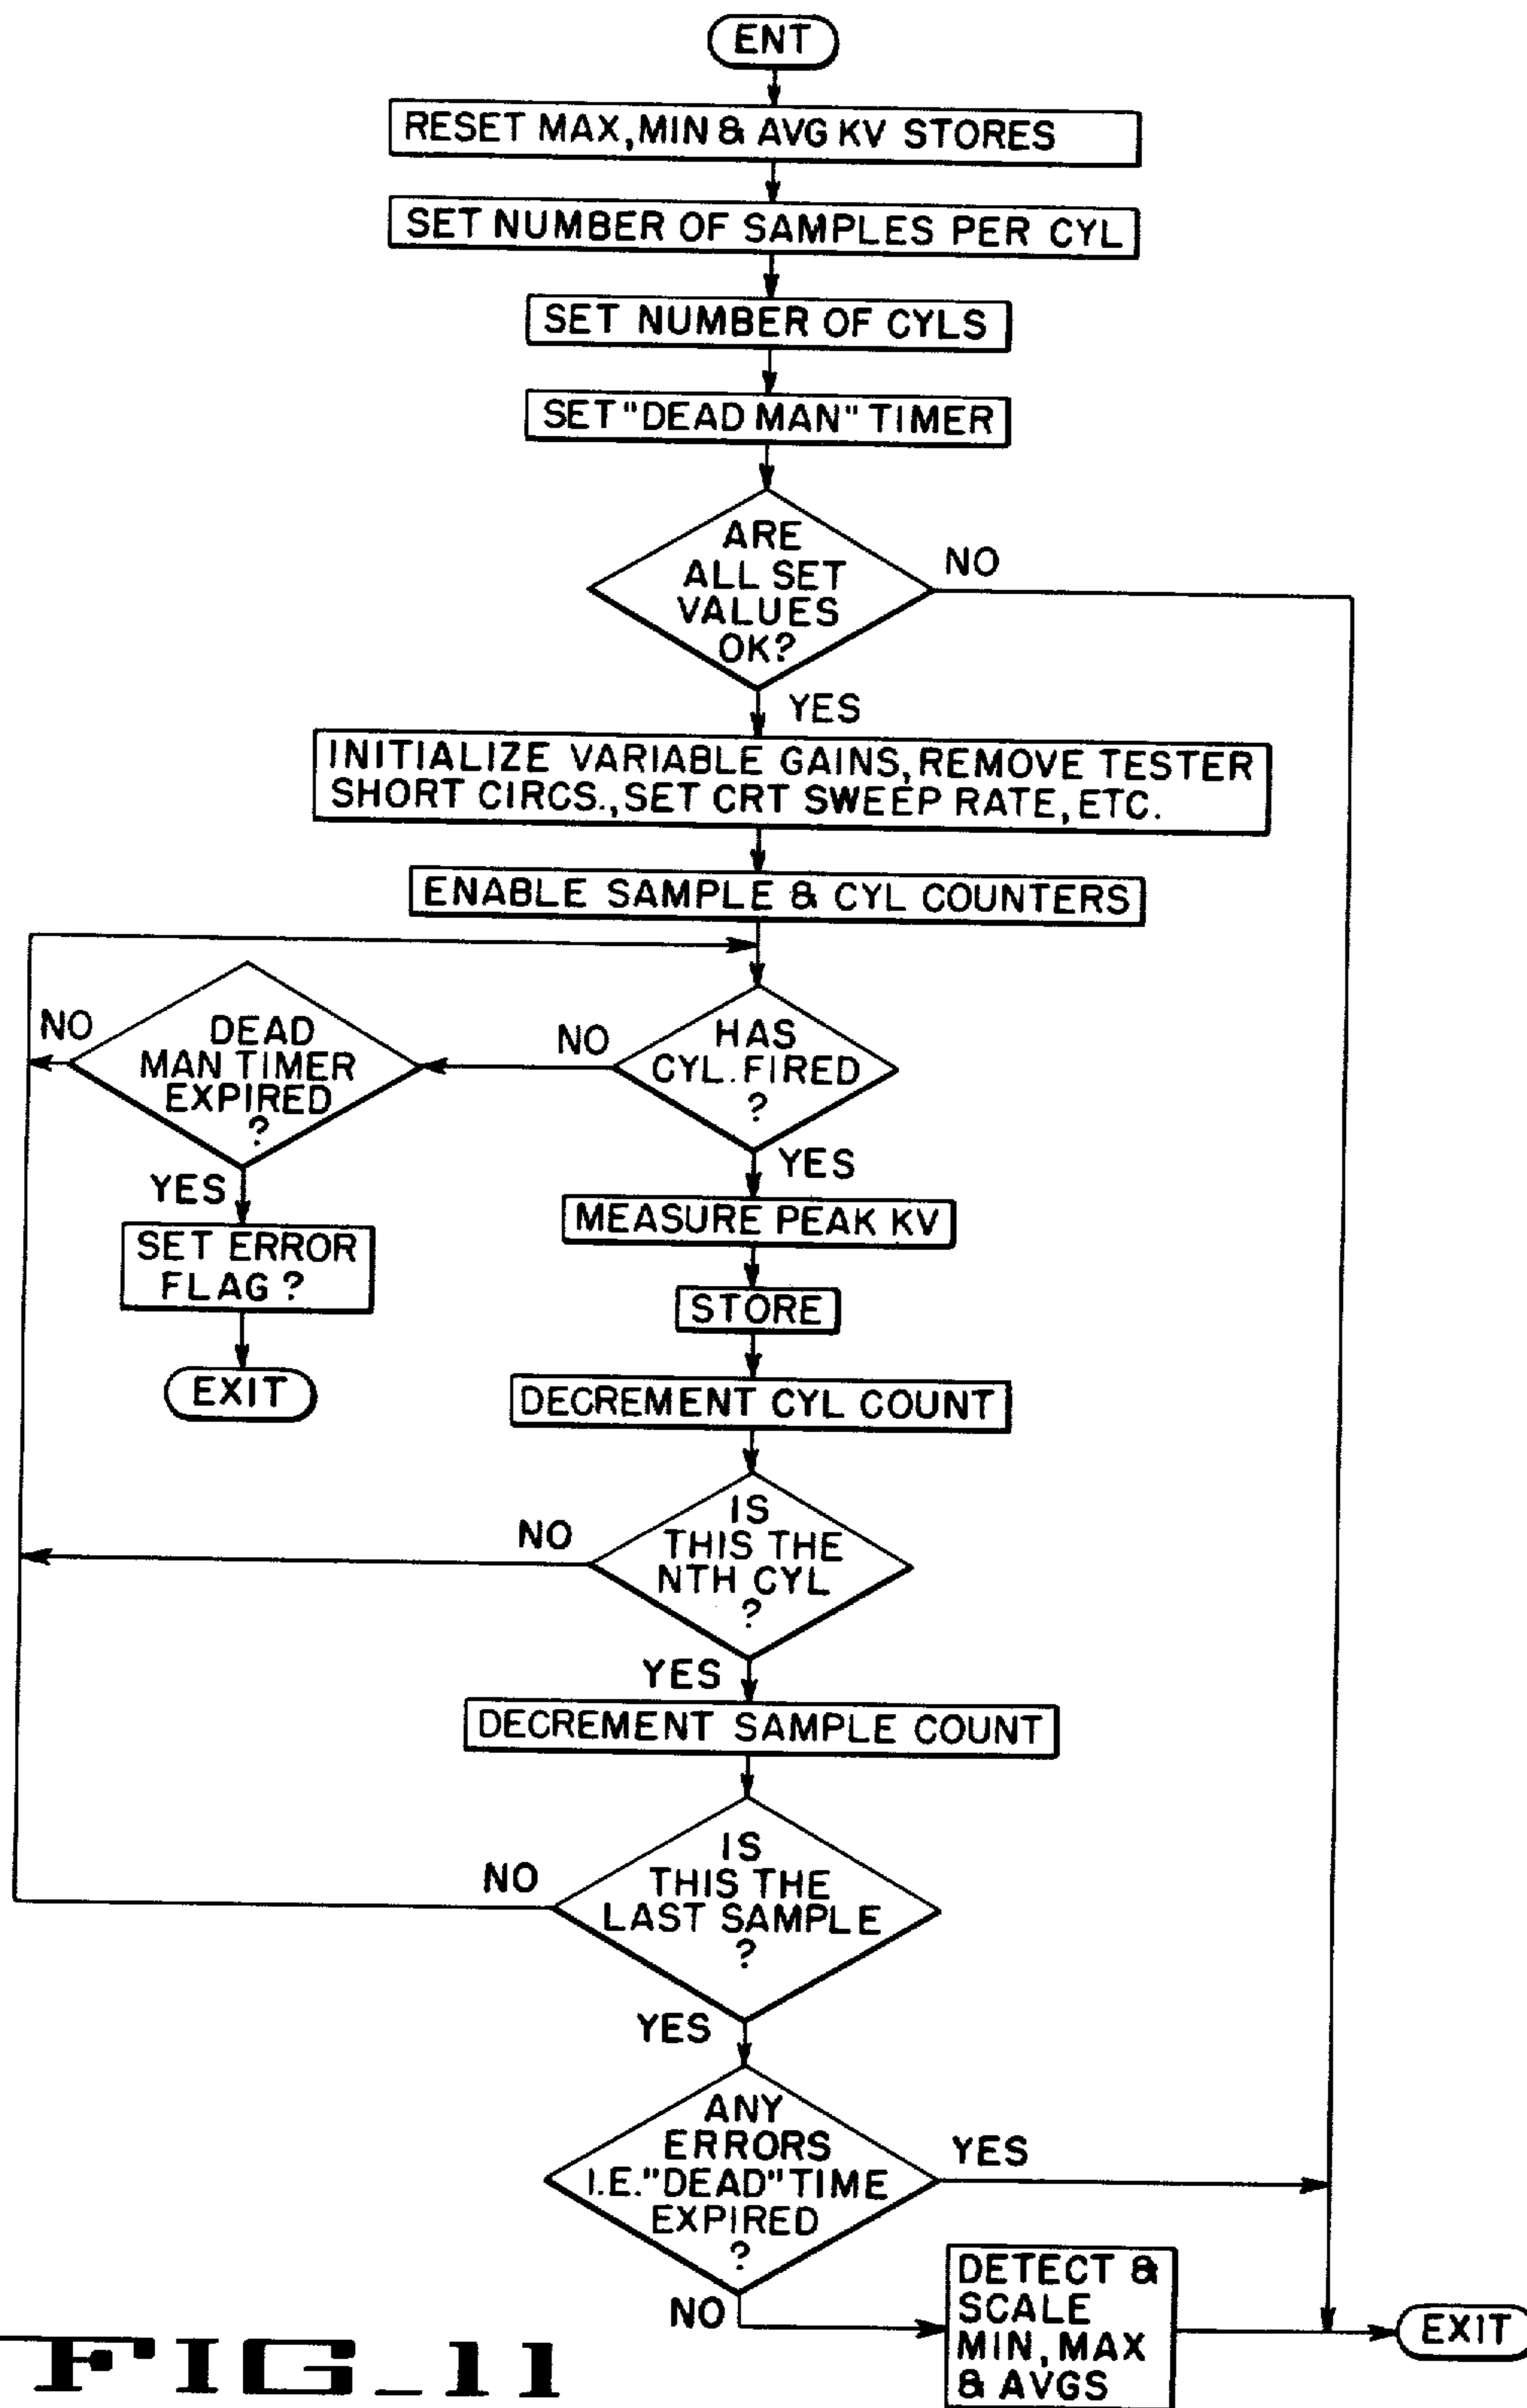 ENT
RESET MAX, MIN & AVG KV STORES
SET NUMBER OF SAMPLES PER CYL
SET NUMBER OF CYLS
SET "DEAD MAN" TIMER
ARE
ALL SET
VALUES
OK?
NO
YES
INITIALIZE VARIABLE GAINS, REMOVE TESTER
SHORT CIRCS., SET CRT SWEEP RATE, ETC.
ENABLE SAMPLE & CYL COUNTERS
HAS
CYL. FIRED
?
NO
DEAD
MAN TIMER
EXPIRED
?
NO
YES
SET ERROR
FLAG ?
EXIT
YES
MEASURE PEAK KV
STORE
DECREMENT CYL COUNT
IS
THIS THE
NTH CYL
?
NO
YES
DECREMENT SAMPLE COUNT
IS
THIS THE
LAST SAMPLE
?
NO
YES
ANY
ERRORS
I.E. "DEAD" TIME
EXPIRED
?
YES
NO
DETECT &
SCALE
MIN, MAX
& AVGS
EXIT
FIG_11